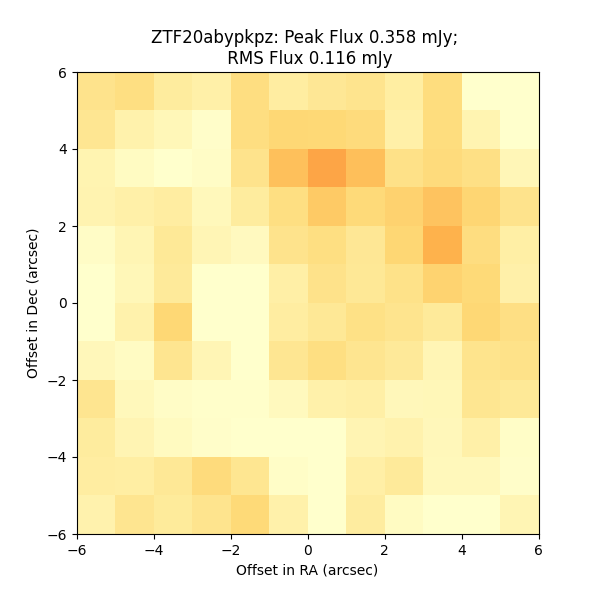 ZTF20abypkpz: Peak Flux 0.358 mJy;
RMS Flux 0.116 mJy
6
4
2
0
−2
−4
−6
Offset in Dec (arcsec)
−6 −4 −2 0 2 4 6
Offset in RA (arcsec)